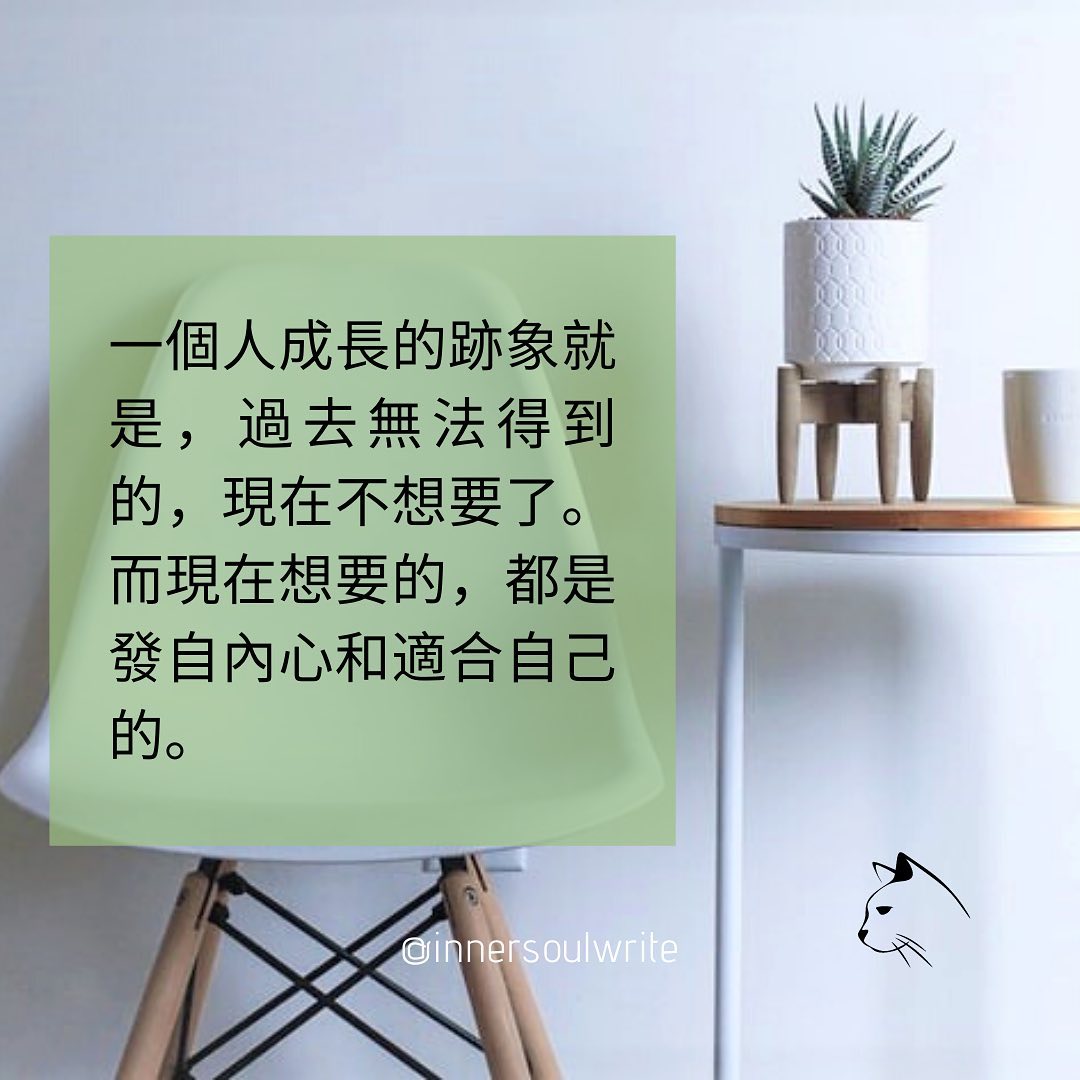 一個人成長的跡象就
是，過去無法得到
的，現在不想要了。
而現在想要的，都是
發自內心和適合自己
的。
@innersoulwrite